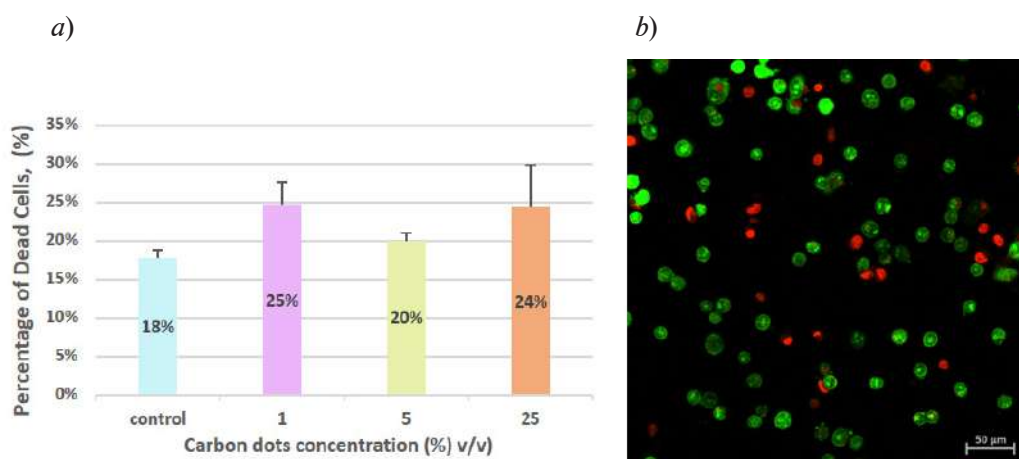 a)
b)
Percentage of Dead Cells, (%)
35%
30%
25%
20%
15%
10%
5%
0%
18%
25%
20%
24%
control 1 5 25
Carbon dots concentration (%) v/v)
50 µm